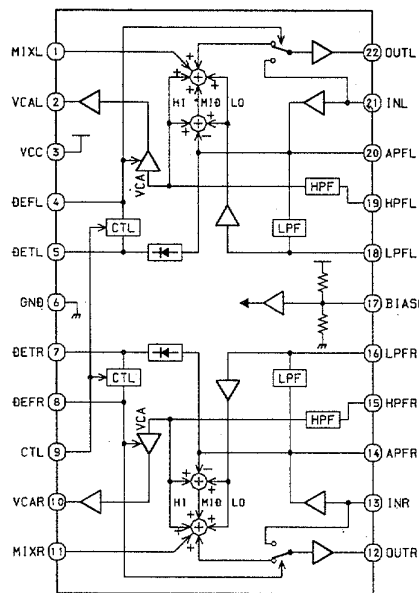 MIXL 1
22 OUTL
VCAL 2
21 INL
HI MID LO
VCC 3
20 APFL
VCA
HPF
DEFL 4
19 HPFL
CTL
LPF
DETL 5
18 LPFL
GND 6
17 BIAS
DETR 7
16 LPFR
CTL
LPF
DEFR 8
15 HPFR
VCA
HPF
CTL 9
14 APFR
HI MID LO
VCAR 10
13 INR
MIXR 11
12 OUTR